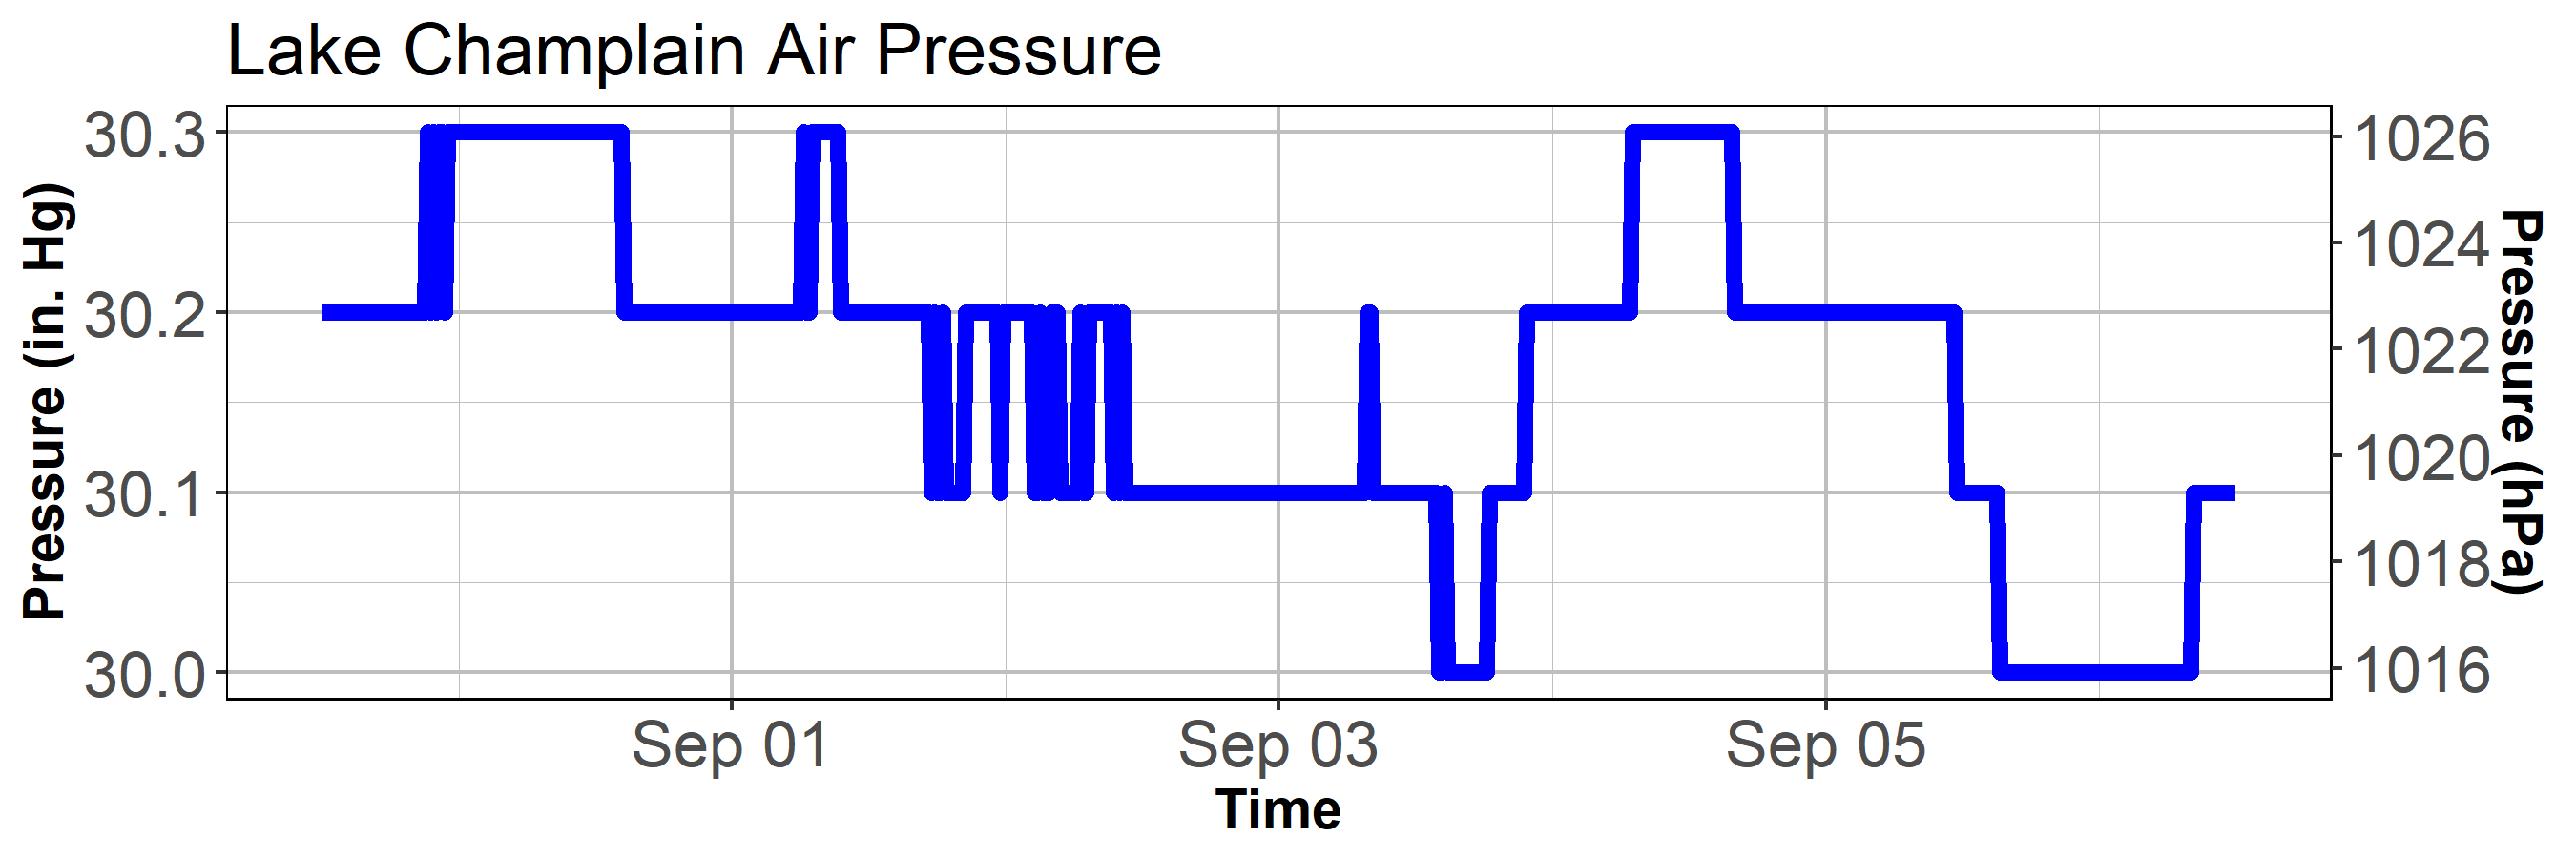 Lake Champlain Air Pressure
Pressure (in. Hg)
30.3
30.2
30.1
30.0
1026
1024
1022
1020
1018
1016
Pressure (hPa)
Sep 01
Sep 03
Sep 05
Time